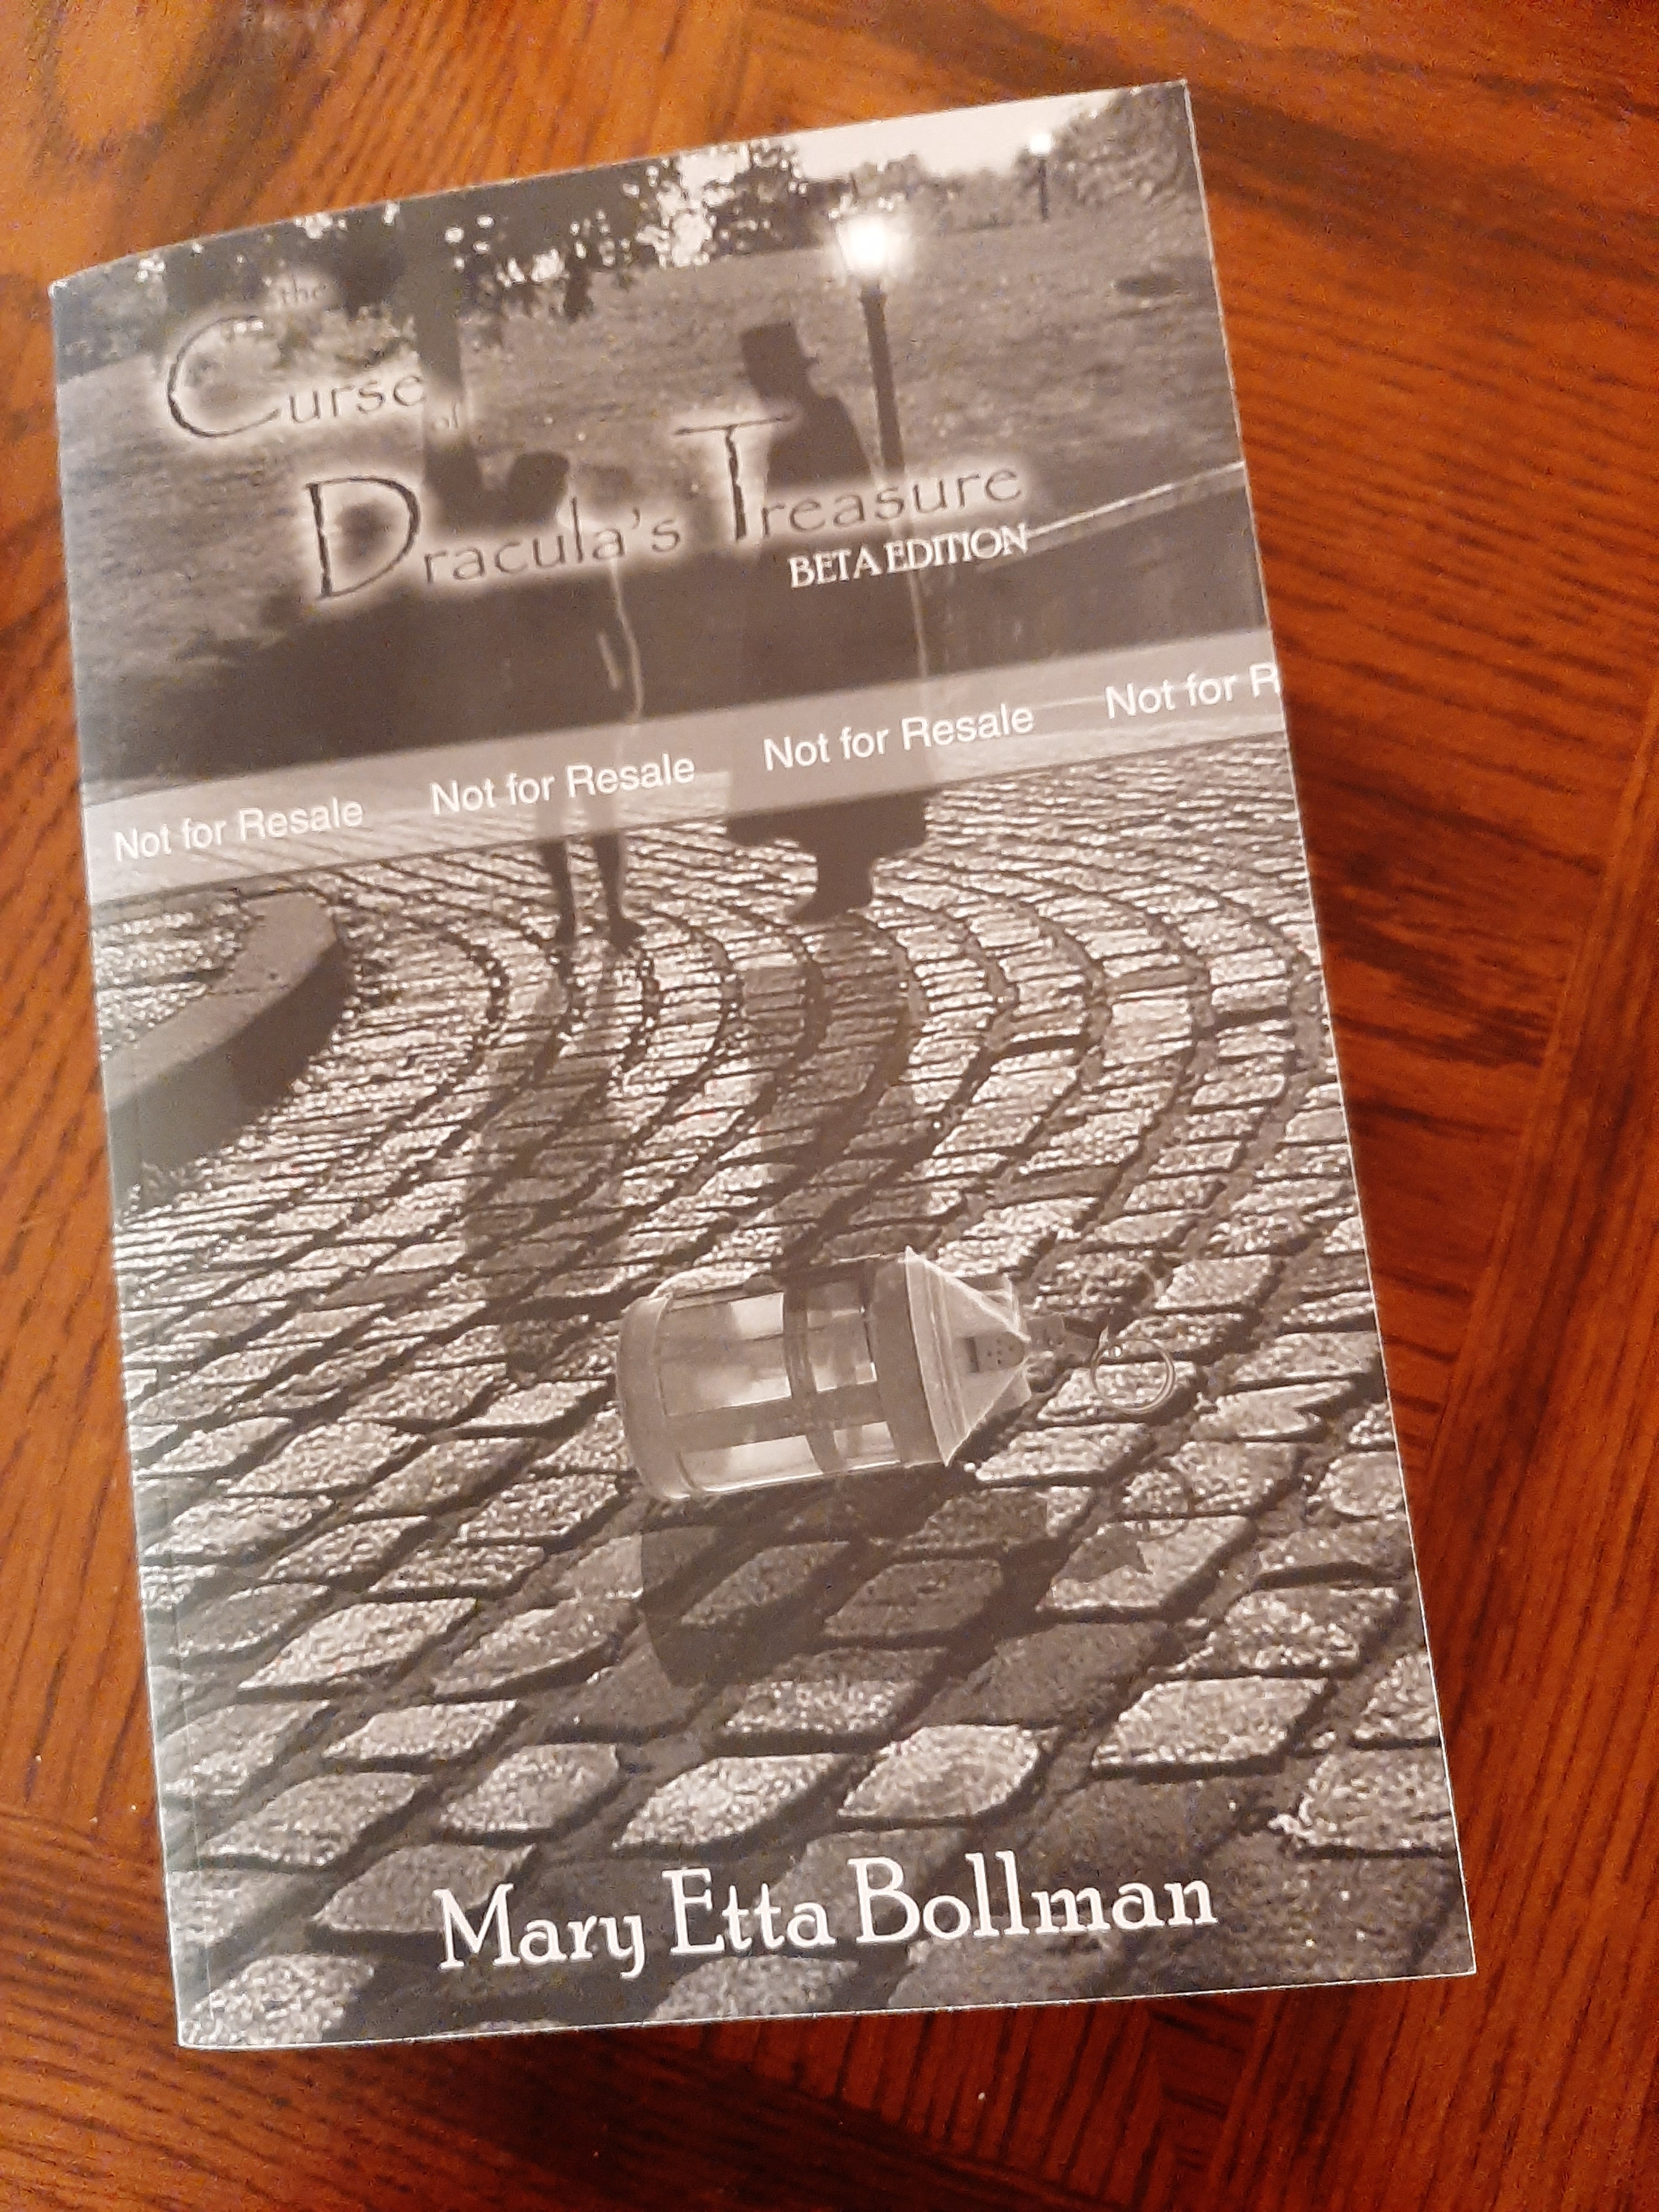 the
Curse
of
Dracula's Treasure
BETA EDITION
Not for Resale Not for Resale Not for Resale Not for R
Mary Etta Bollman